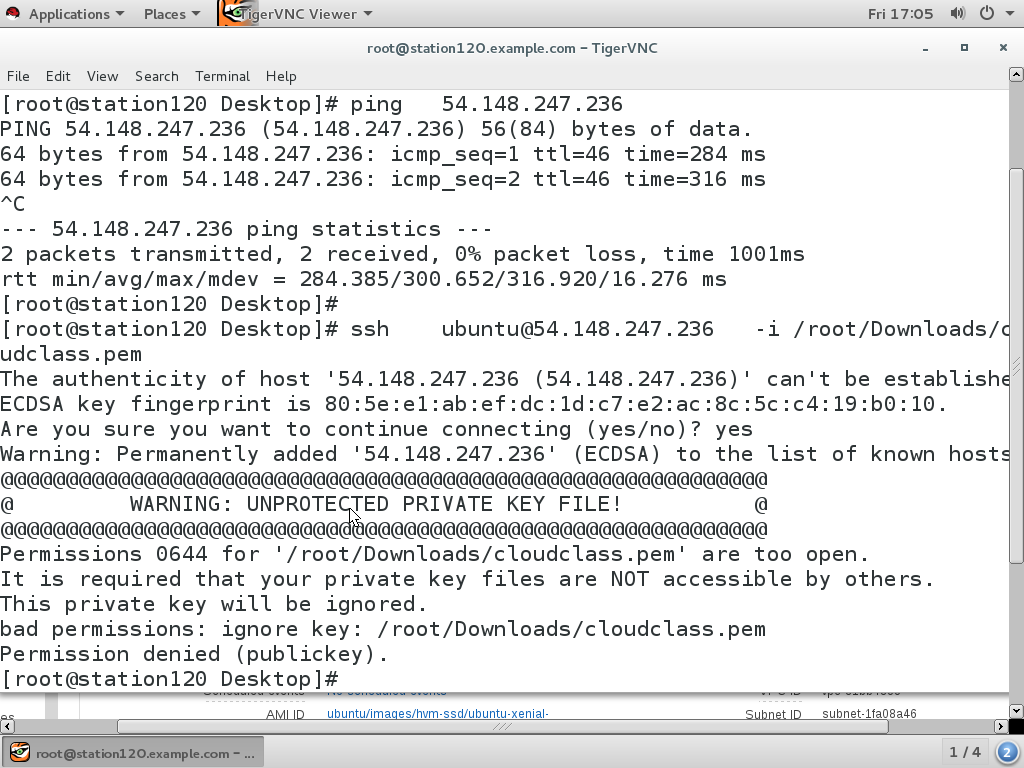 Applications Places TigerVNC Viewer Fri 17:05
root@station120.example.com – TigerVNC
File Edit View Search Terminal Help
[root@station120 Desktop]# ping   54.148.247.236
PING 54.148.247.236 (54.148.247.236) 56(84) bytes of data.
64 bytes from 54.148.247.236: icmp_seq=1 ttl=46 time=284 ms
64 bytes from 54.148.247.236: icmp_seq=2 ttl=46 time=316 ms
^C
--- 54.148.247.236 ping statistics ---
2 packets transmitted, 2 received, 0% packet loss, time 1001ms
rtt min/avg/max/mdev = 284.385/300.652/316.920/16.276 ms
[root@station120 Desktop]#
[root@station120 Desktop]# ssh    ubuntu@54.148.247.236   -i /root/Downloads/c
udclass.pem
The authenticity of host '54.148.247.236 (54.148.247.236)' can't be establishe
ECDSA key fingerprint is 80:5e:e1:ab:ef:dc:1d:c7:e2:ac:8c:5c:c4:19:b0:10.
Are you sure you want to continue connecting (yes/no)? yes
Warning: Permanently added '54.148.247.236' (ECDSA) to the list of known hosts
@@@@@@@@@@@@@@@@@@@@@@@@@@@@@@@@@@@@@@@@@@@@@@@@@@@@@@@@@@@
@         WARNING: UNPROTECTED PRIVATE KEY FILE!          @
@@@@@@@@@@@@@@@@@@@@@@@@@@@@@@@@@@@@@@@@@@@@@@@@@@@@@@@@@@@
Permissions 0644 for '/root/Downloads/cloudclass.pem' are too open.
It is required that your private key files are NOT accessible by others.
This private key will be ignored.
bad permissions: ignore key: /root/Downloads/cloudclass.pem
Permission denied (publickey).
[root@station120 Desktop]#
es AMI ID ubuntu/images/hvm-ssd/ubuntu-xenial- Subnet ID subnet-1fa08a46
root@station120.example.com – ... 1 / 4 2